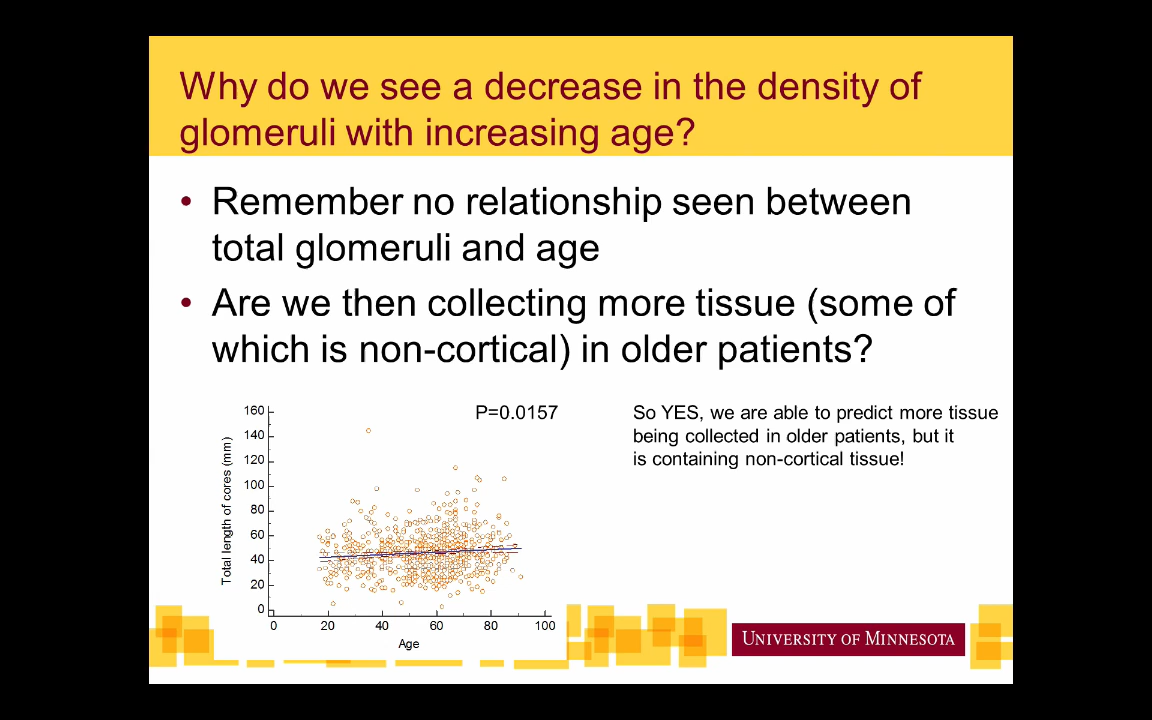 Why do we see a decrease in the density of
glomeruli with increasing age?
• Remember no relationship seen between
total glomeruli and age
• Are we then collecting more tissue (some of
which is non-cortical) in older patients?
P=0.0157
Total length of cores (mm)
160
140
120
100
80
60
40
20
0
0 20 40 60 80 100
Age
So YES, we are able to predict more tissue
being collected in older patients, but it
is containing non-cortical tissue!
UNIVERSITY OF MINNESOTA